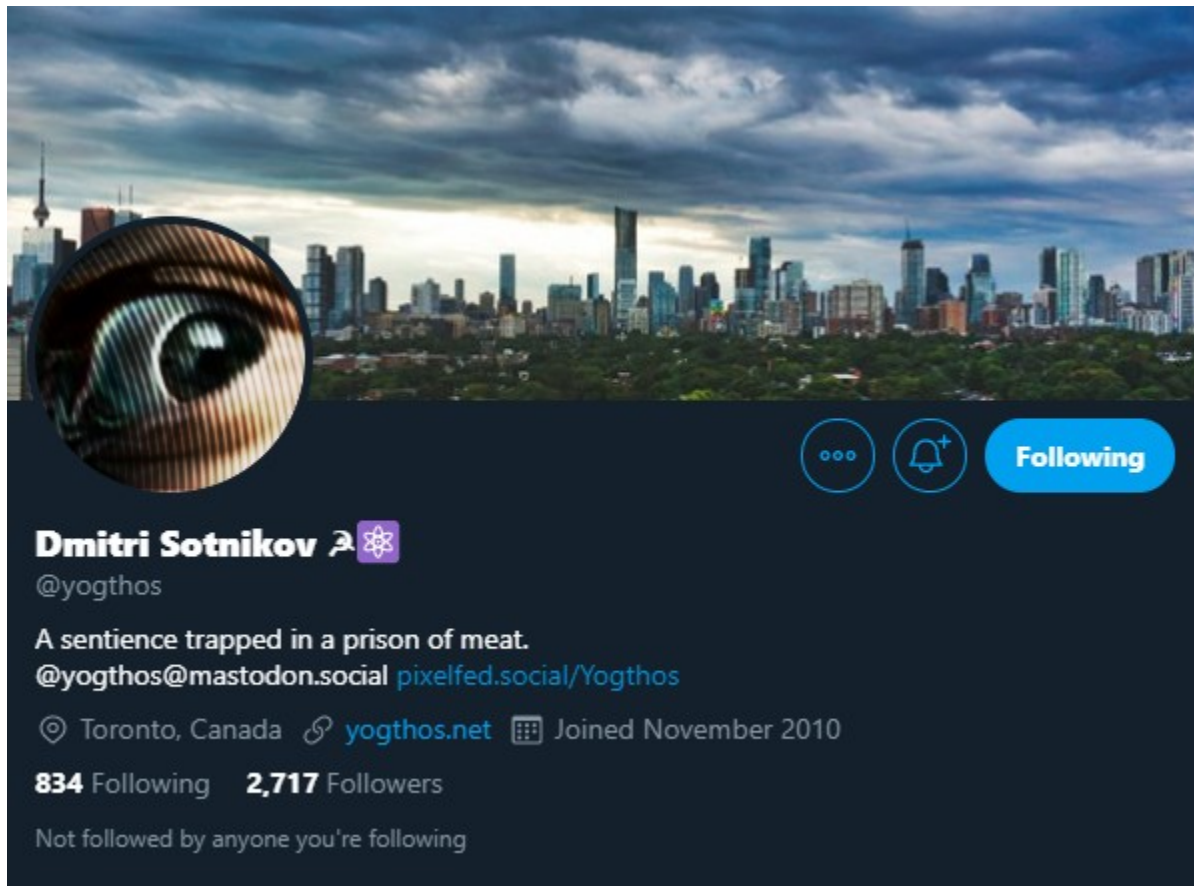 Following
Dmitri Sotnikov ☭⚛️
@yogthos
A sentience trapped in a prison of meat.
@yogthos@mastodon.social pixelfed.social/Yogthos
Toronto, Canada yogthos.net Joined November 2010
834 Following 2,717 Followers
Not followed by anyone you're following